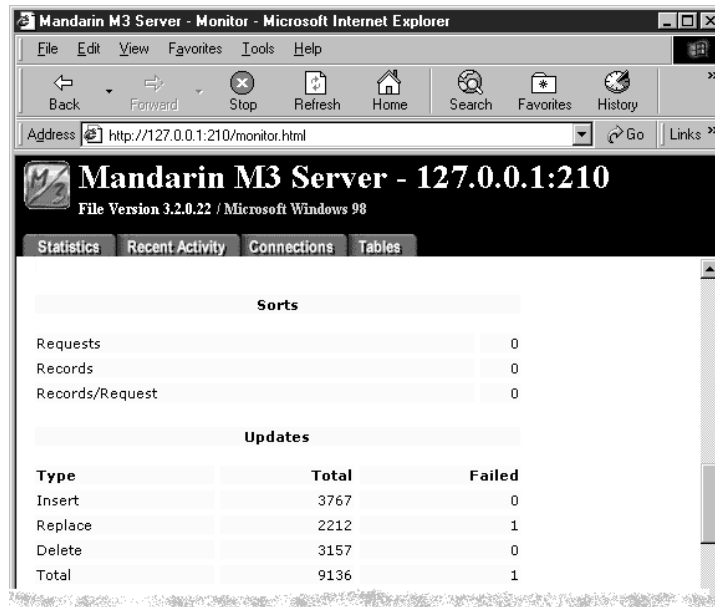 Mandarin M3 Server - Monitor - Microsoft Internet Explorer
File Edit View Favorites Tools Help
Back Forward Stop Refresh Home Search Favorites History »
Address http://127.0.0.1:210/monitor.html Go Links »
M3 Mandarin M3 Server - 127.0.0.1:210
File Version 3.2.0.22 / Microsoft Windows 98
Statistics Recent Activity Connections Tables
Sorts
Requests 0
Records 0
Records/Request 0
Updates
Type Total Failed
Insert 3767 0
Replace 2212 1
Delete 3157 0
Total 9136 1